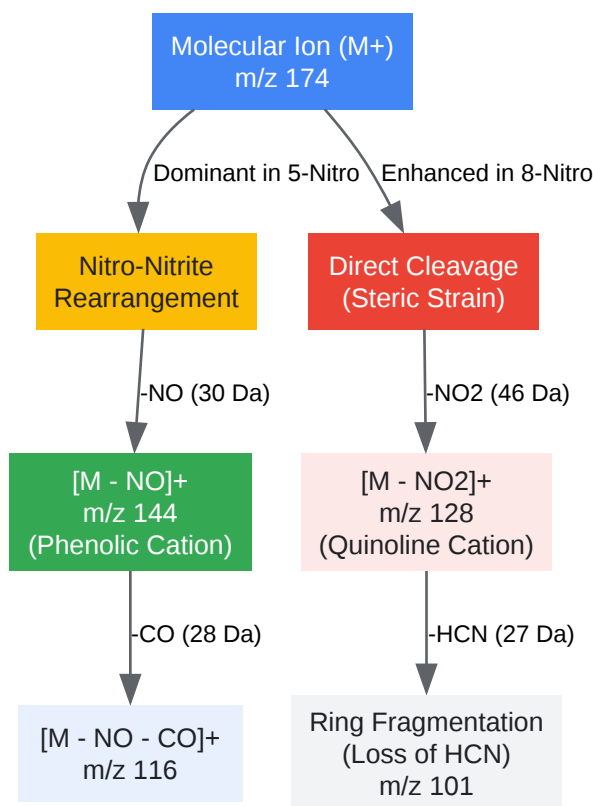 Molecular Ion (M+)
m/z 174
Dominant in 5-Nitro
Enhanced in 8-Nitro
Nitro-Nitrite
Rearrangement
Direct Cleavage
(Steric Strain)
-NO (30 Da)
-NO2 (46 Da)
[M - NO]+
m/z 144
(Phenolic Cation)
[M - NO2]+
m/z 128
(Quinoline Cation)
-CO (28 Da)
-HCN (27 Da)
[M - NO - CO]+
m/z 116
Ring Fragmentation
(Loss of HCN)
m/z 101